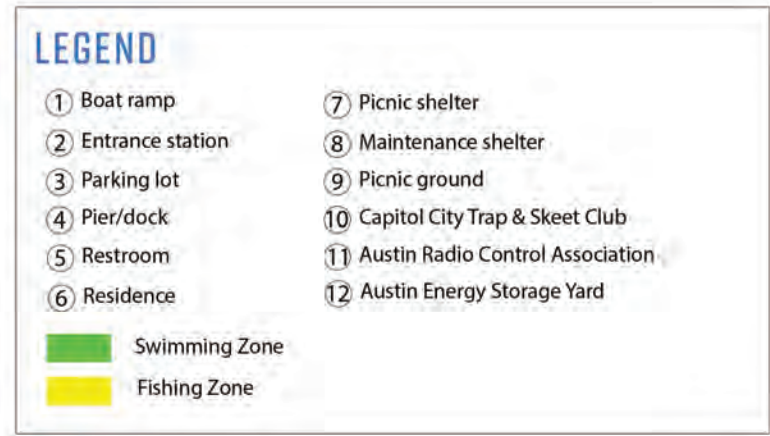 LEGEND
1 Boat ramp
2 Entrance station
3 Parking lot
4 Pier/dock
5 Restroom
6 Residence
7 Picnic shelter
8 Maintenance shelter
9 Picnic ground
10 Capitol City Trap & Skeet Club
11 Austin Radio Control Association
12 Austin Energy Storage Yard
Swimming Zone
Fishing Zone